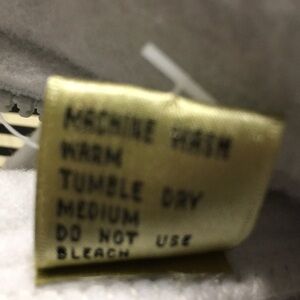 MACHINE WASH
WARM
TUMBLE DRY
MEDIUM
DO NOT USE
BLEACH